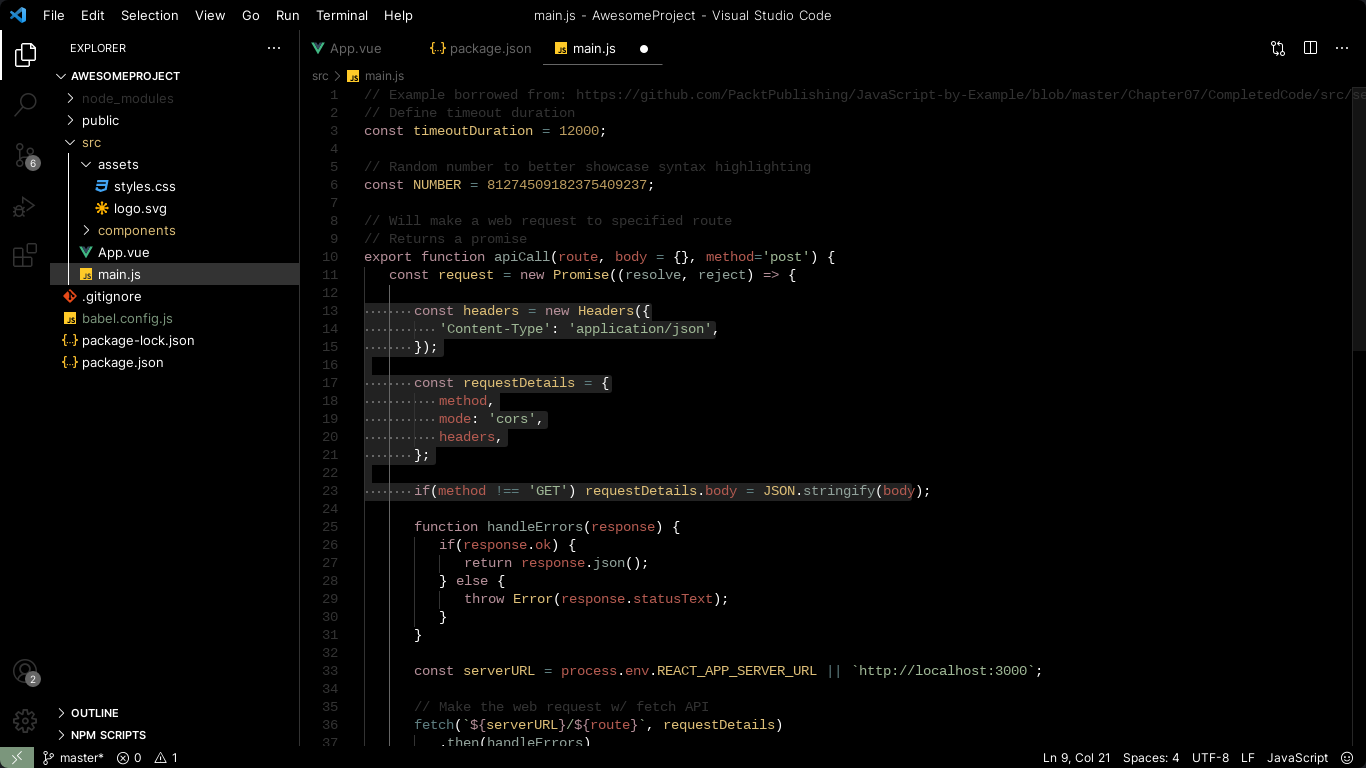 File Edit Selection View Go Run Terminal Help main.js - AwesomeProject - Visual Studio Code
EXPLORER
AWESOMEPROJECT
node_modules
public
src
assets
styles.css
logo.svg
components
App.vue
main.js
.gitignore
babel.config.js
package-lock.json
package.json
OUTLINE
NPM SCRIPTS
6
2
App.vue {..} package.json JS main.js
src > JS main.js
1 // Example borrowed from: https://github.com/PacktPublishing/JavaScript-by-Example/blob/master/Chapter07/CompletedCode/src/se
2 // Define timeout duration
3 const timeoutDuration = 12000;
4
5 // Random number to better showcase syntax highlighting
6 const NUMBER = 81274509182375409237;
7
8 // Will make a web request to specified route
9 // Returns a promise
10 export function apiCall(route, body = {}, method='post') {
11 const request = new Promise((resolve, reject) => {
12
13 const headers = new Headers({
14 'Content-Type': 'application/json',
15 });
16
17 const requestDetails = {
18 method,
19 mode: 'cors',
20 headers,
21 };
22
23 if(method !== 'GET') requestDetails.body = JSON.stringify(body);
24
25 function handleErrors(response) {
26 if(response.ok) {
27 return response.json();
28 } else {
29 throw Error(response.statusText);
30 }
31 }
32
33 const serverURL = process.env.REACT_APP_SERVER_URL || `http://localhost:3000`;
34
35 // Make the web request w/ fetch API
36 fetch(`${serverURL}/${route}`, requestDetails)
37 .then(handleErrors)
master* 0 1 Ln 9, Col 21 Spaces: 4 UTF-8 LF JavaScript